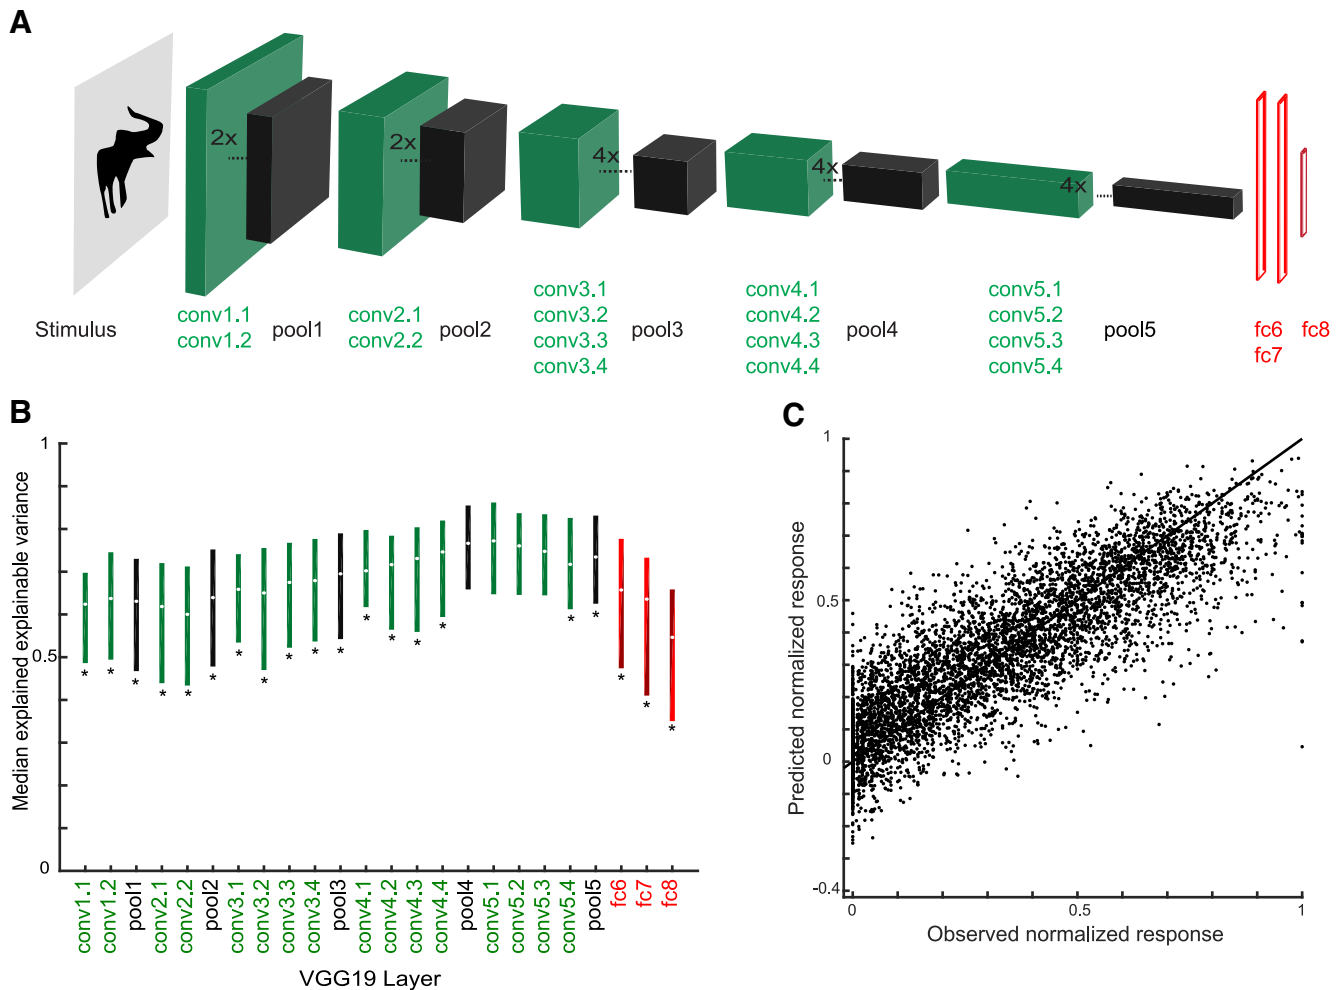 A
2x
2x
4x
4x
4x
Stimulus
conv1.1
conv1.2
pool1
conv2.1
conv2.2
pool2
conv3.1
conv3.2
conv3.3
conv3.4
pool3
conv4.1
conv4.2
conv4.3
conv4.4
pool4
conv5.1
conv5.2
conv5.3
conv5.4
pool5
fc6
fc7
fc8
B
Median explained explainable variance
1
0.5
0
* * * * * * * * * * * * * * * * * * * *
conv1.1
conv1.2
pool1
conv2.1
conv2.2
pool2
conv3.1
conv3.2
conv3.3
conv3.4
pool3
conv4.1
conv4.2
conv4.3
conv4.4
pool4
conv5.1
conv5.2
conv5.3
conv5.4
pool5
fc6
fc7
fc8
VGG19 Layer
C
Predicted normalized response
1
0.5
0
-0.4
0
0.5
1
Observed normalized response